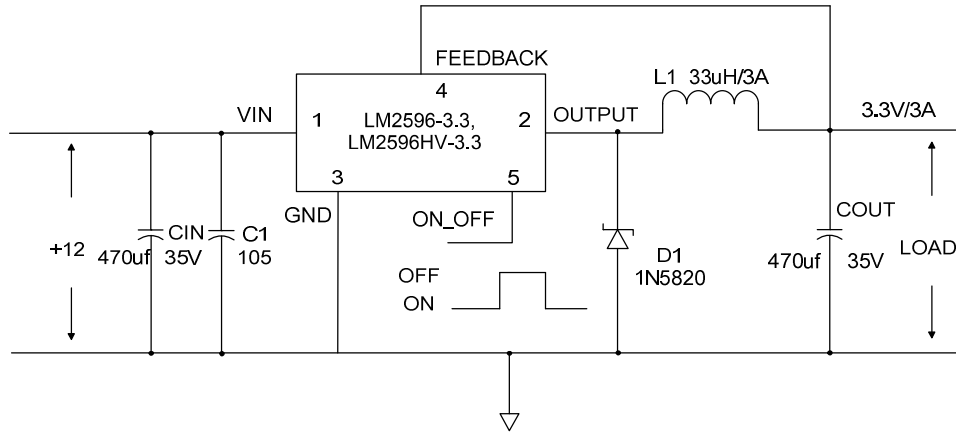 FEEDBACK
L1 33uH/3A
4
VIN
1
LM2596-3.3,
LM2596HV-3.3
2
OUTPUT
3.3V/3A
3
5
GND
ON_OFF
COUT
CIN
C1
+12
470uf
35V
105
D1
1N5820
470uf
35V
LOAD
OFF
ON